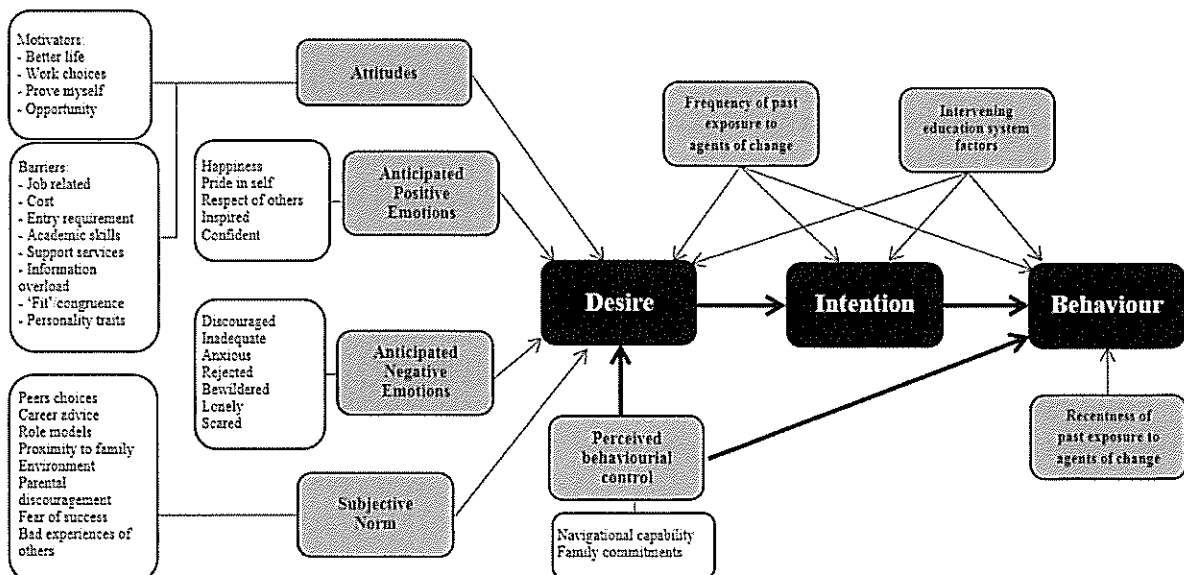 Motivators:
- Better life
- Work choices
- Prove myself
- Opportunity
Attitudes
Barriers:
- Job related
- Cost
- Entry requirement
- Academic skills
- Support services
- Information
overload
- 'Fit' congruence
- Personality traits
Happiness
Pride in self
Respect of others
Inspired
Confident
Anticipated
Positive
Emotions
Frequency of past
exposure to
agents of change
Intervening
education system
factors
Desire
Intention
Behaviour
Discouraged
Inadequate
Anxious
Rejected
Bewildered
Lonely
Scared
Anticipated
Negative
Emotions
Peers choices
Career advice
Role models
Proximity to family
Environment
Parental
discouragement
Fear of success
Bad experiences of
others
Subjective
Norm
Perceived
behaviourial
control
Navigational capability
Family commitments
Recentness of
past exposure to
agents of change